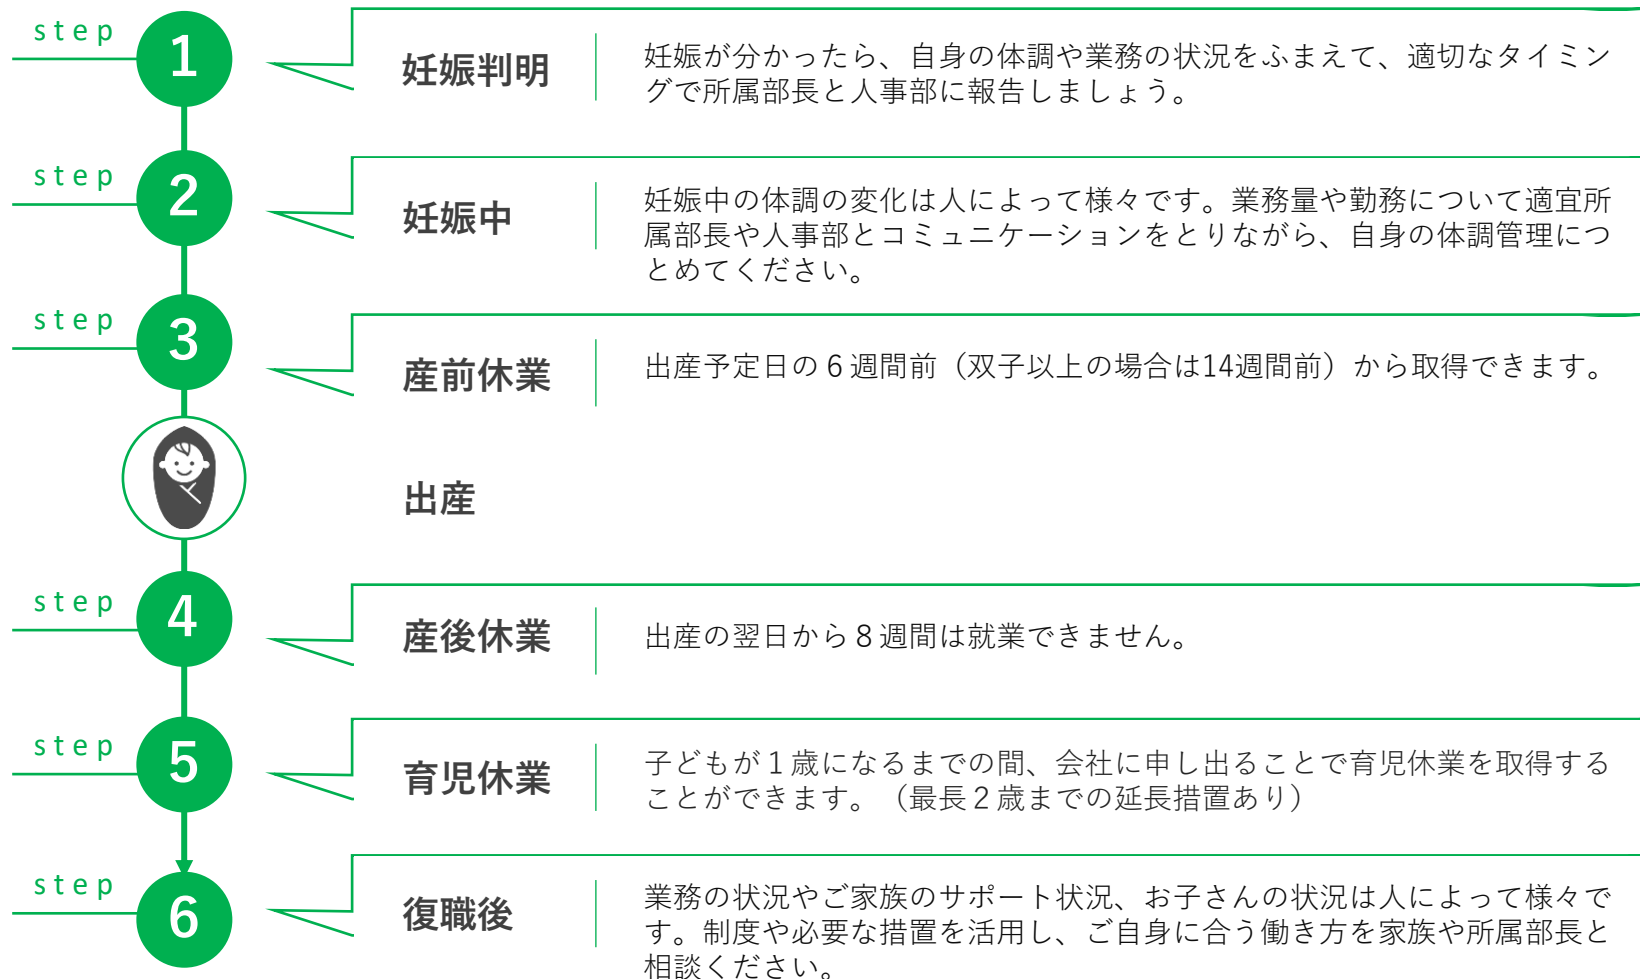 step
1
妊娠判明
妊娠が分かったら、自身の体調や業務の状況をふまえて、適切なタイミン
グで所属部長と人事部に報告しましょう。
step
2
妊娠中
妊娠中の体調の変化は人によって様々です。業務量や勤務について適宜所
属部長や人事部とコミュニケーションをとりながら、自身の体調管理につ
とめてください。
step
3
産前休業
出産予定日の６週間前（双子以上の場合は14週間前）から取得できます。
出産
step
4
産後休業
出産の翌日から８週間は就業できません。
step
5
育児休業
子どもが１歳になるまでの間、会社に申し出ることで育児休業を取得する
ことができます。（最長２歳までの延長措置あり）
step
6
復職後
業務の状況やご家族のサポート状況、お子さんの状況は人によって様々で
す。制度や必要な措置を活用し、ご自身に合う働き方を家族や所属部長と
相談ください。